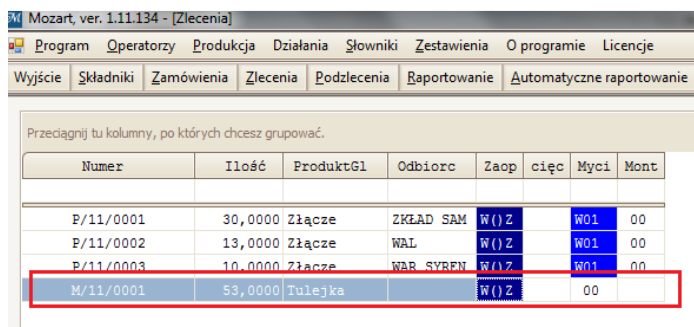 Mozart, ver. 1.11.134 - [Zlecenia]
Program Operatorzy Produkcja Działania Słowniki Zestawienia O programie Licencje
Wyjście Składniki Zamówienia Zlecenia Podzlecenia Raportowanie Automatyczne raportowanie
Przeciągnij tu kolumny, po których chcesz grupować.
Numer Ilość ProduktGl Odbiorc Zaop cięc Myci Mont
P/11/0001 30,0000 Złącze ZKŁAD SAM W()Z W01 00
P/11/0002 13,0000 Złącze WAL W()Z W01 00
P/11/0003 10,0000 Złącze WAR SYREN W()Z W01 00
M/11/0001 53,0000 Tulejka W()Z 00